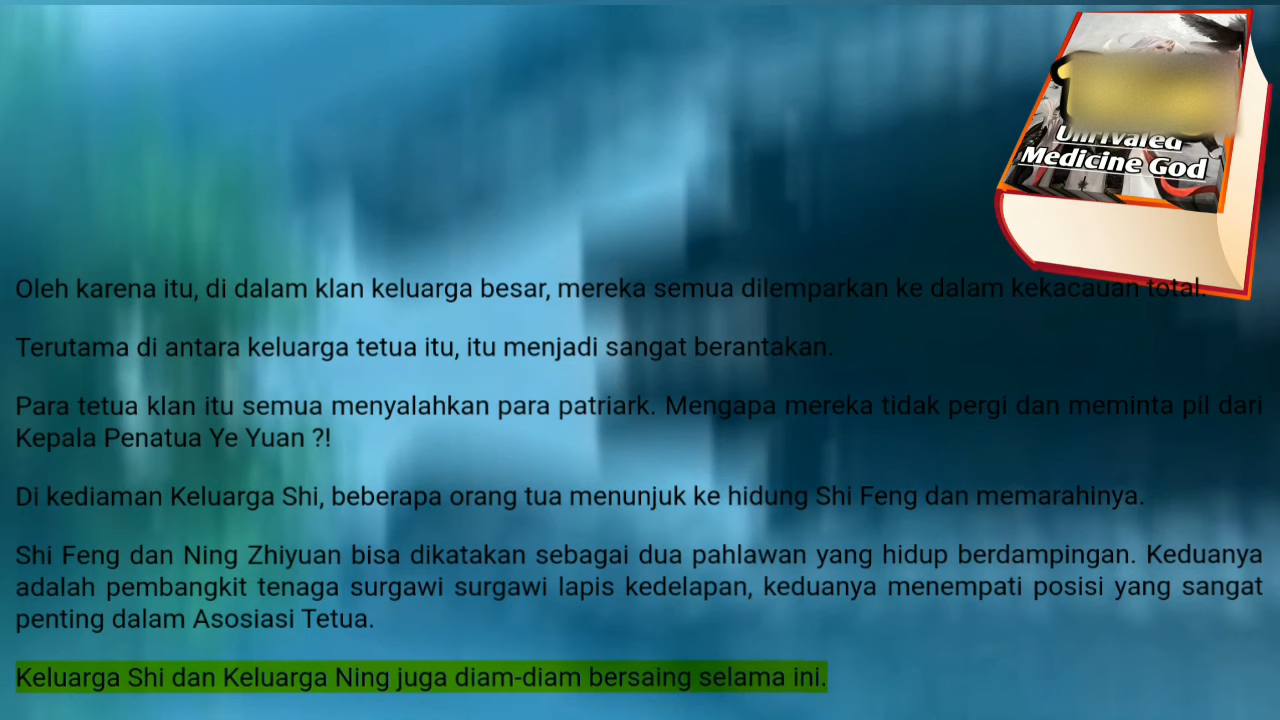 Unrivaled
Medicine God
Oleh karena itu, di dalam klan keluarga besar, mereka semua dilemparkan ke dalam kekacauan total.
Terutama di antara keluarga tetua itu, itu menjadi sangat berantakan.
Para tetua klan itu semua menyalahkan para patriark. Mengapa mereka tidak pergi dan meminta pil dari
Kepala Penatua Ye Yuan ?!
Di kediaman Keluarga Shi, beberapa orang tua menunjuk ke hidung Shi Feng dan memarahinya.
Shi Feng dan Ning Zhiyuan bisa dikatakan sebagai dua pahlawan yang hidup berdampingan. Keduanya
adalah pembangkit tenaga surgawi surgawi lapis kedelapan, keduanya menempati posisi yang sangat
penting dalam Asosiasi Tetua.
Keluarga Shi dan Keluarga Ning juga diam-diam bersaing selama ini.